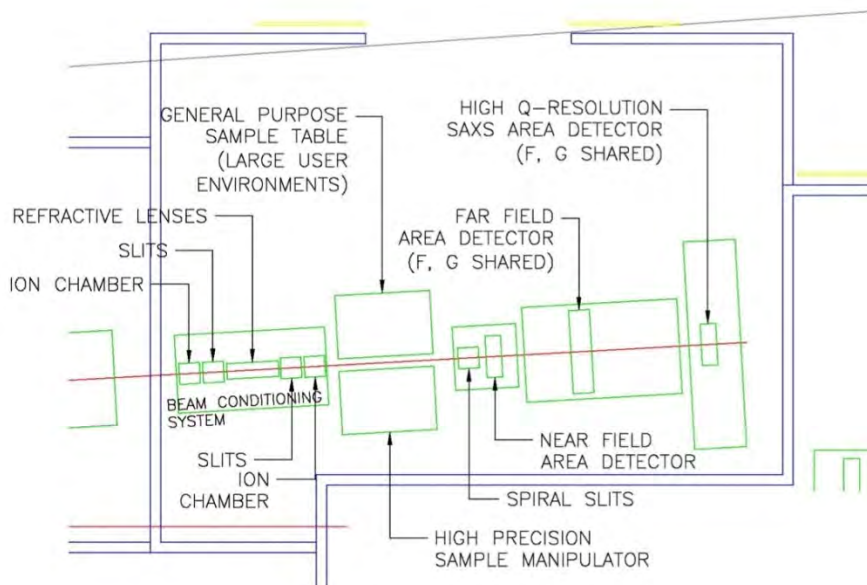 GENERAL PURPOSE
SAMPLE TABLE
(LARGE USER
ENVIRONMENTS)
HIGH Q-RESOLUTION
SAXS AREA DETECTOR
(F, G SHARED)
REFRACTIVE LENSES
SLITS
ION CHAMBER
FAR FIELD
AREA DETECTOR
(F, G SHARED)
BEAM CONDITIONING
SYSTEM
SLITS
ION
CHAMBER
NEAR FIELD
AREA DETECTOR
SPIRAL SLITS
HIGH PRECISION
SAMPLE MANIPULATOR